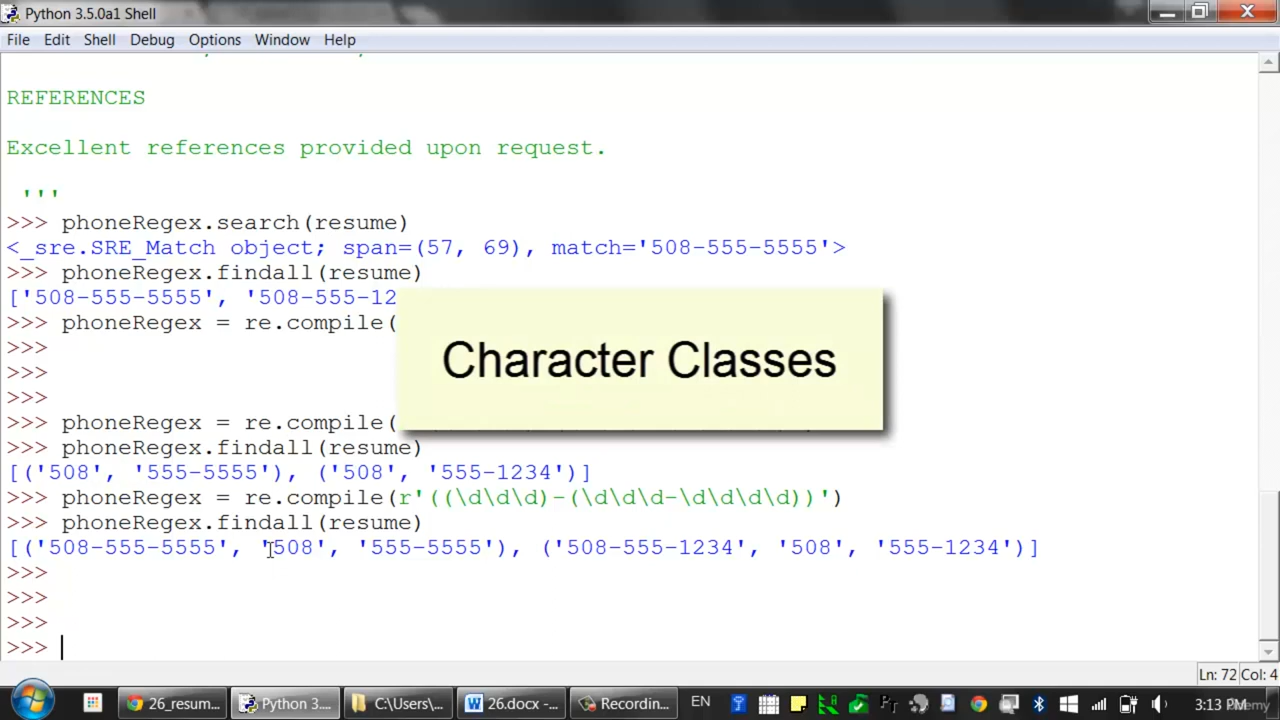 Python 3.5.0a1 Shell
File Edit Shell Debug Options Window Help
REFERENCES
Excellent references provided upon request.
'''
>>> phoneRegex.search(resume)
<_sre.SRE_Match object; span=(57, 69), match='508-555-5555'>
>>> phoneRegex.findall(resume)
['508-555-5555', '508-555-12
>>> phoneRegex = re.compile(
>>>
>>>
>>>
Character Classes
>>> phoneRegex = re.compile(
>>> phoneRegex.findall(resume)
[('508', '555-5555'), ('508', '555-1234')]
>>> phoneRegex = re.compile(r'((\d\d\d)-(\d\d\d-\d\d\d\d))')
>>> phoneRegex.findall(resume)
[('508-555-5555', '508', '555-5555'), ('508-555-1234', '508', '555-1234')]
>>>
>>>
>>>
>>>
Ln: 72 Col: 4
26_resum... Python 3.... C:\Users\... 26.docx -... Recordin... EN 3:13 PM